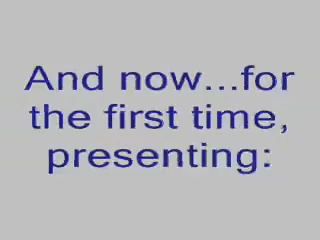 And now...for
the first time,
presenting: